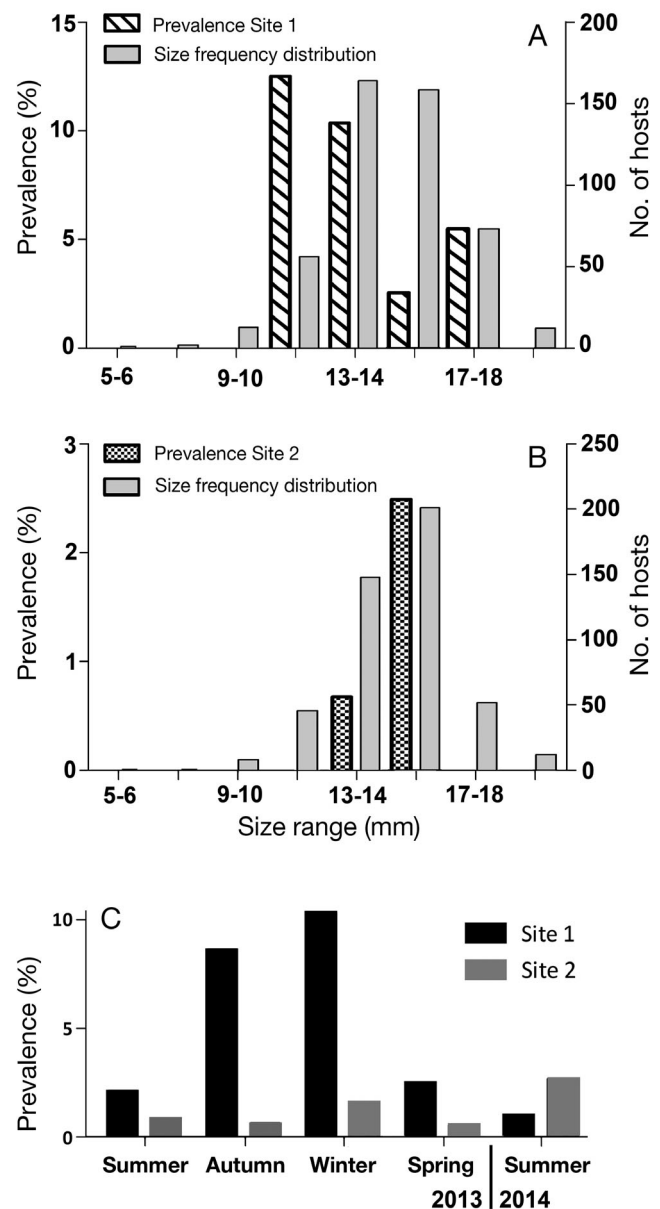 A
Prevalence Site 1
Size frequency distribution
Prevalence (%)
15
10
5
0
No. of hosts
200
150
100
50
0
5-6 9-10 13-14 17-18
B
Prevalence Site 2
Size frequency distribution
Prevalence (%)
3
2
1
0
No. of hosts
250
200
150
100
50
0
5-6 9-10 13-14 17-18
Size range (mm)
C
Site 1
Site 2
Prevalence (%)
10
5
0
Summer Autumn Winter Spring Summer
2013 2014